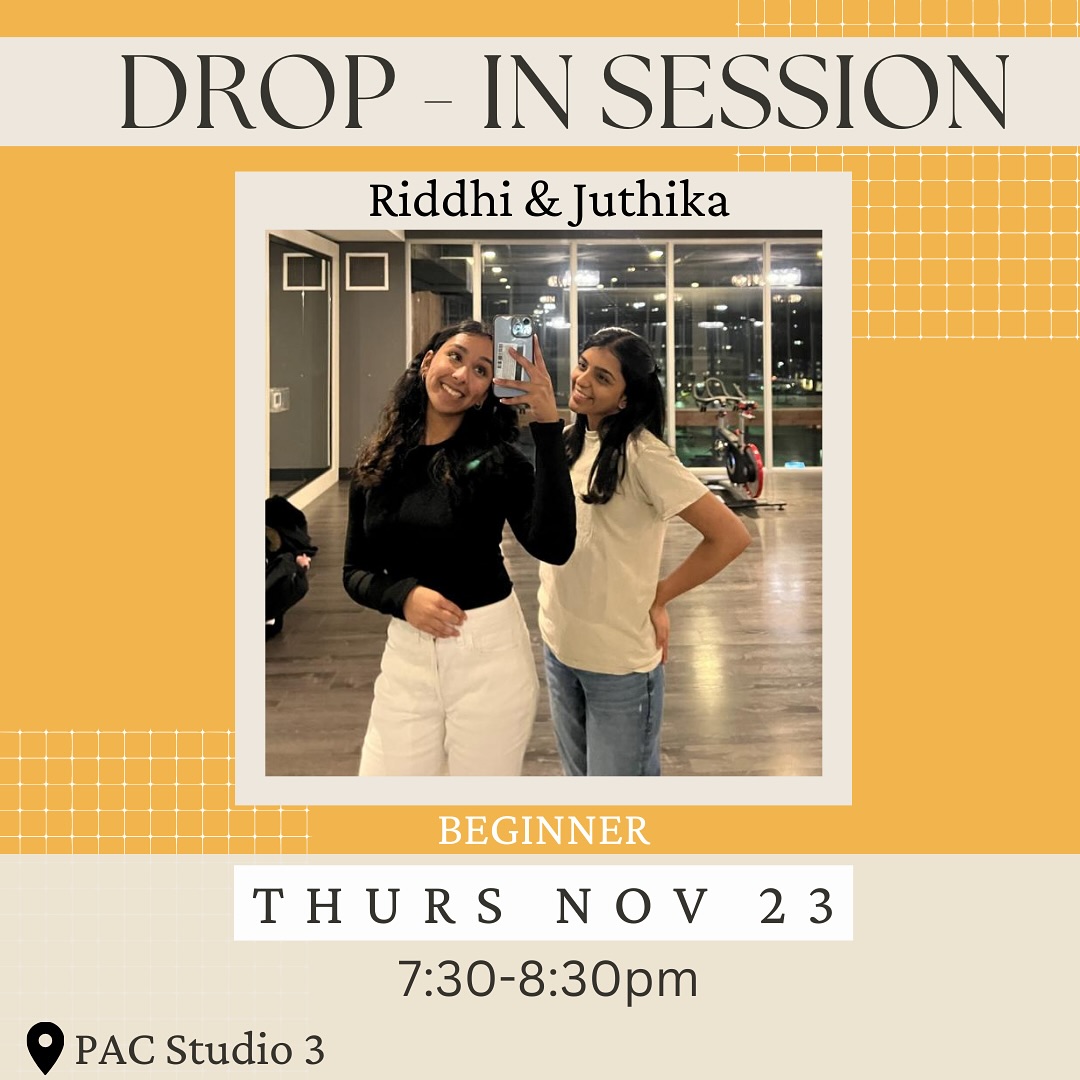 DROP - IN SESSION
Riddhi & Juthika
BEGINNER
THURS NOV 23
7:30-8:30pm
PAC Studio 3